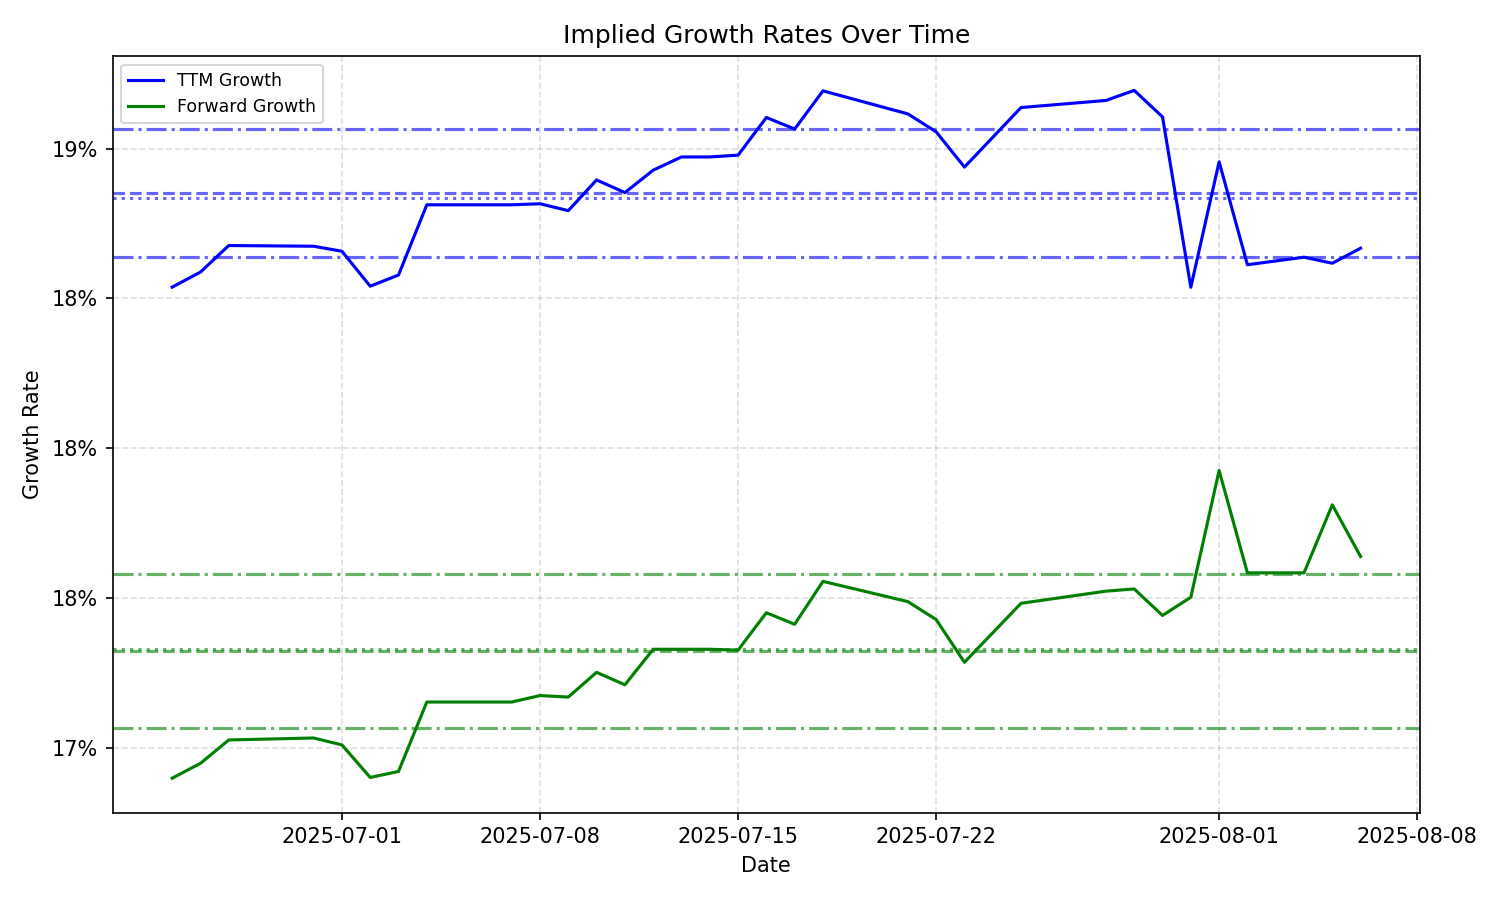 Implied Growth Rates Over Time
TTM Growth
Forward Growth
19%
18%
18%
18%
17%
Growth Rate
2025-07-01
2025-07-08
2025-07-15
2025-07-22
2025-08-01
2025-08-08
Date